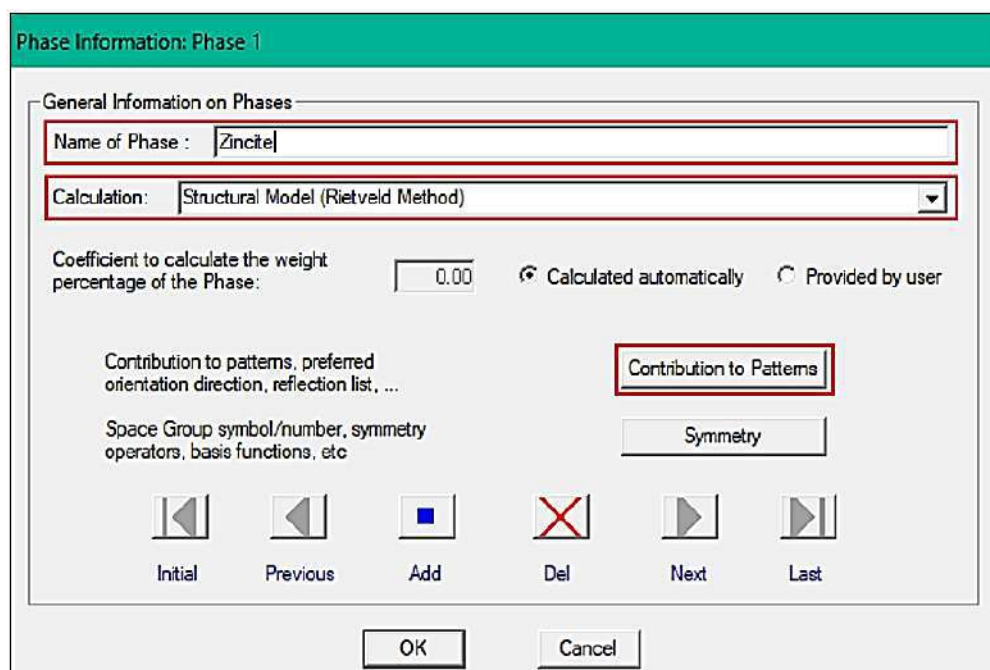 Phase Information: Phase 1
General Information on Phases
Name of Phase : Zincite
Calculation: Structural Model (Rietveld Method)
Coefficient to calculate the weight
percentage of the Phase: 0.00 Calculated automatically Provided by user
Contribution to patterns, preferred
orientation direction, reflection list, ...
Contribution to Patterns
Space Group symbol/number, symmetry
operators, basis functions, etc
Symmetry
Initial Previous Add Del Next Last
OK Cancel